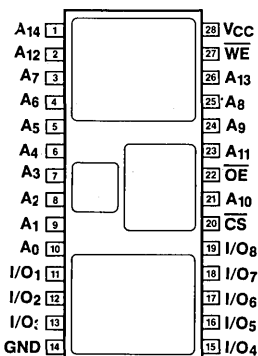 A14 1 28 VCC
A12 2 27 WE
A7 3 26 A13
A6 4 25 A8
A5 5 24 A9
A4 6 23 A11
A3 7 22 OE
A2 8 21 A10
A1 9 20 CS
A0 10 19 I/O8
I/O1 11 18 I/O7
I/O2 12 17 I/O6
I/O: 13 16 I/O5
GND 14 15 I/O4